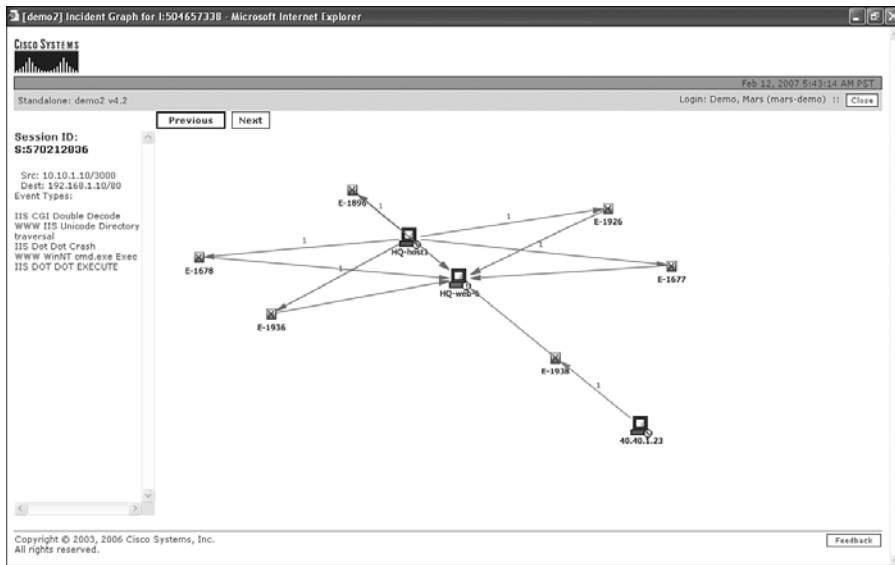 [demo2] Incident Graph for I:504657338 - Microsoft Internet Explorer
CISCO SYSTEMS
Feb 12, 2007 5:43:14 AM PST
Standalone: demo2 v4.2
Login: Demo, Mars (mars-demo) :: Close
Previous Next
Session ID:
S:570212036
Src: 10.10.1.10/3000
Dest: 192.168.1.10/80
Event Types:
IIS CGI Double Decode
WWW IIS Unicode Directory
traversal
IIS Dot Dot Crash
WWW WinNT cmd.exe Exec
IIS DOT DOT EXECUTE
E-1896
1
1
E-1926
HQ-host1
1
E-1678
1
E-1677
HQ-web-1
1
E-1936
E-1938
1
40.40.1.23
Copyright © 2003, 2006 Cisco Systems, Inc.
All rights reserved.
Feedback